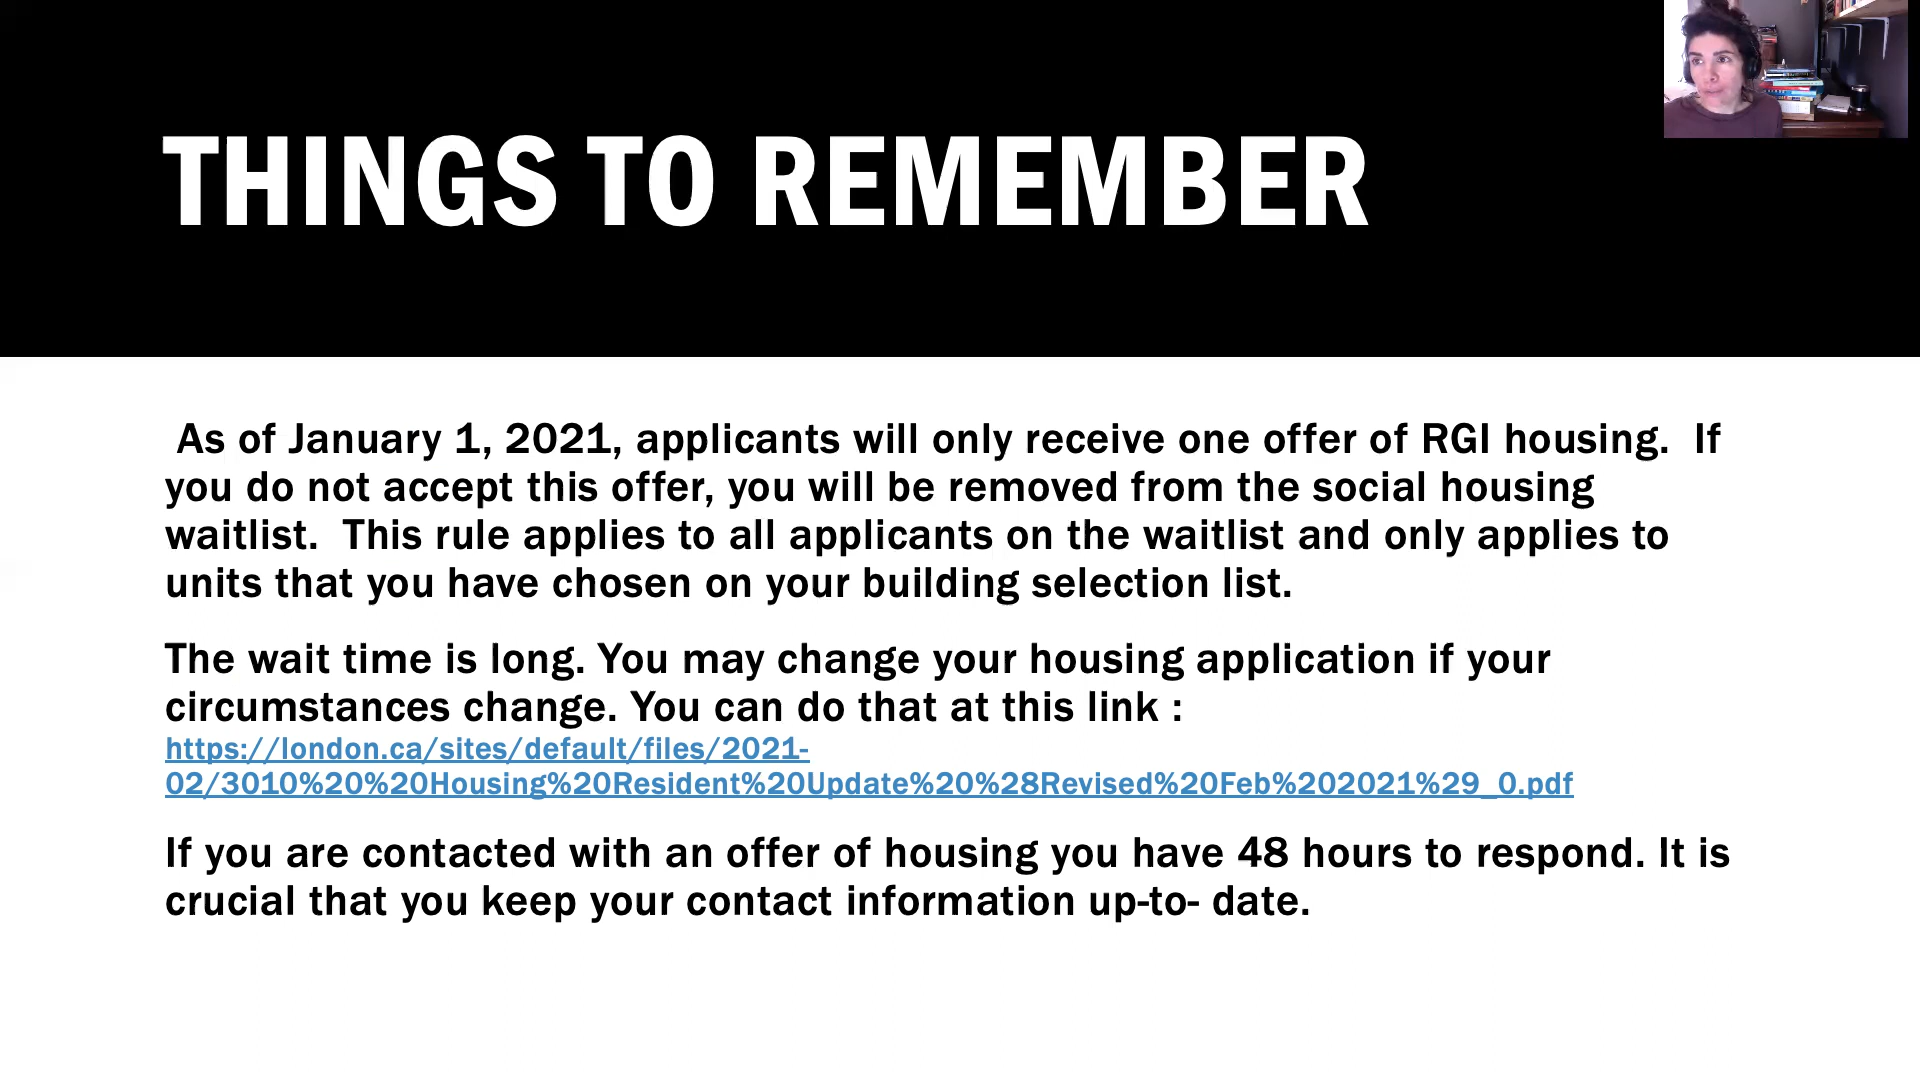 THINGS TO REMEMBER
As of January 1, 2021, applicants will only receive one offer of RGI housing.  If
you do not accept this offer, you will be removed from the social housing
waitlist.  This rule applies to all applicants on the waitlist and only applies to
units that you have chosen on your building selection list.
The wait time is long. You may change your housing application if your
circumstances change. You can do that at this link :
https://london.ca/sites/default/files/2021-
02/3010%20%20Housing%20Resident%20Update%20%28Revised%20Feb%202021%29_0.pdf
If you are contacted with an offer of housing you have 48 hours to respond. It is
crucial that you keep your contact information up-to- date.